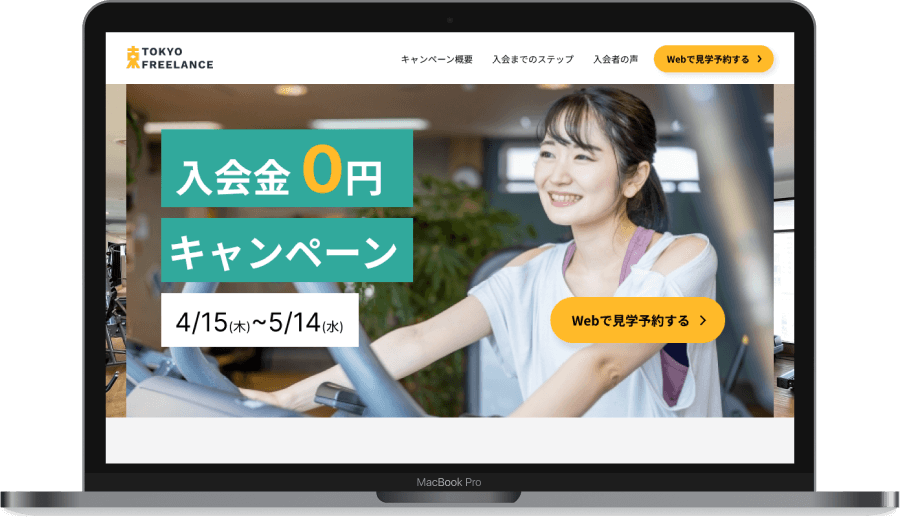 TOKYO
FREELANCE
キャンペーン概要 入会までのステップ 入会者の声 Webで見学予約する
入会金0円
キャンペーン
4/15(木)~5/14(水)
Webで見学予約する
MacBook Pro